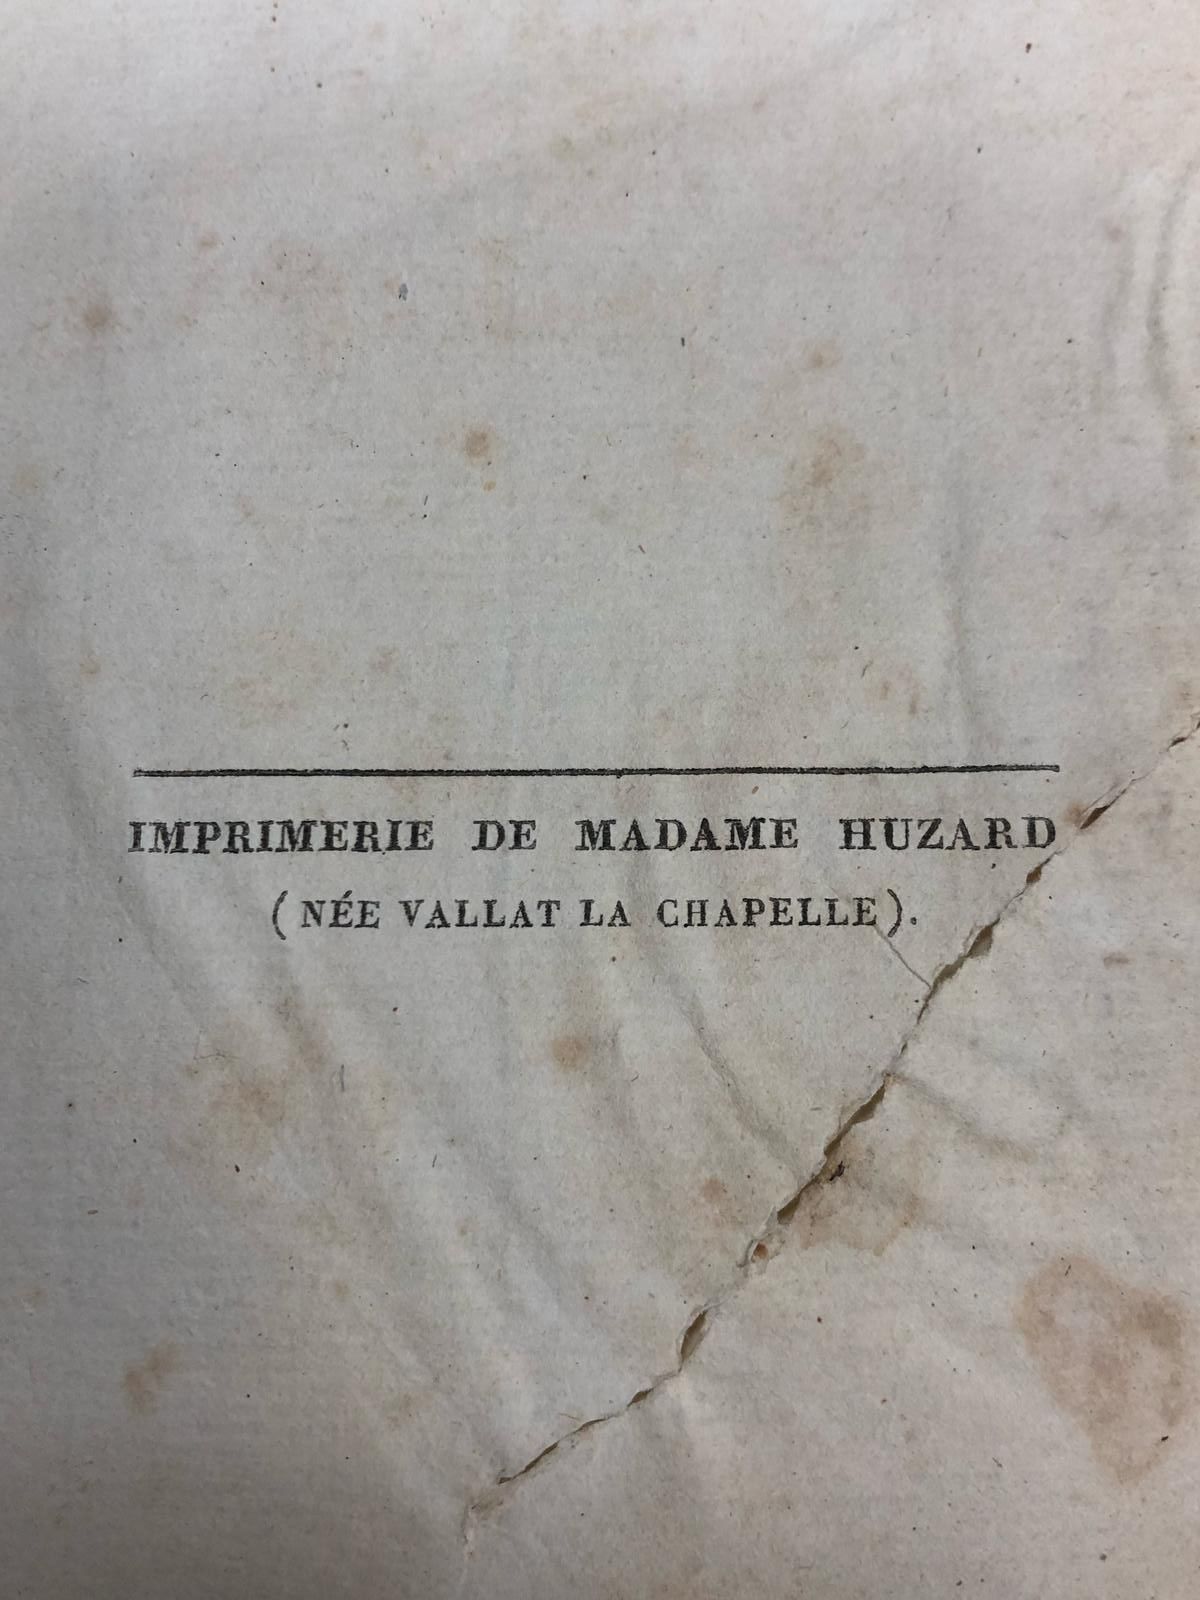 IMPRIMERIE DE MADAME HUZARD
(NÉE VALLAT LA CHAPELLE).